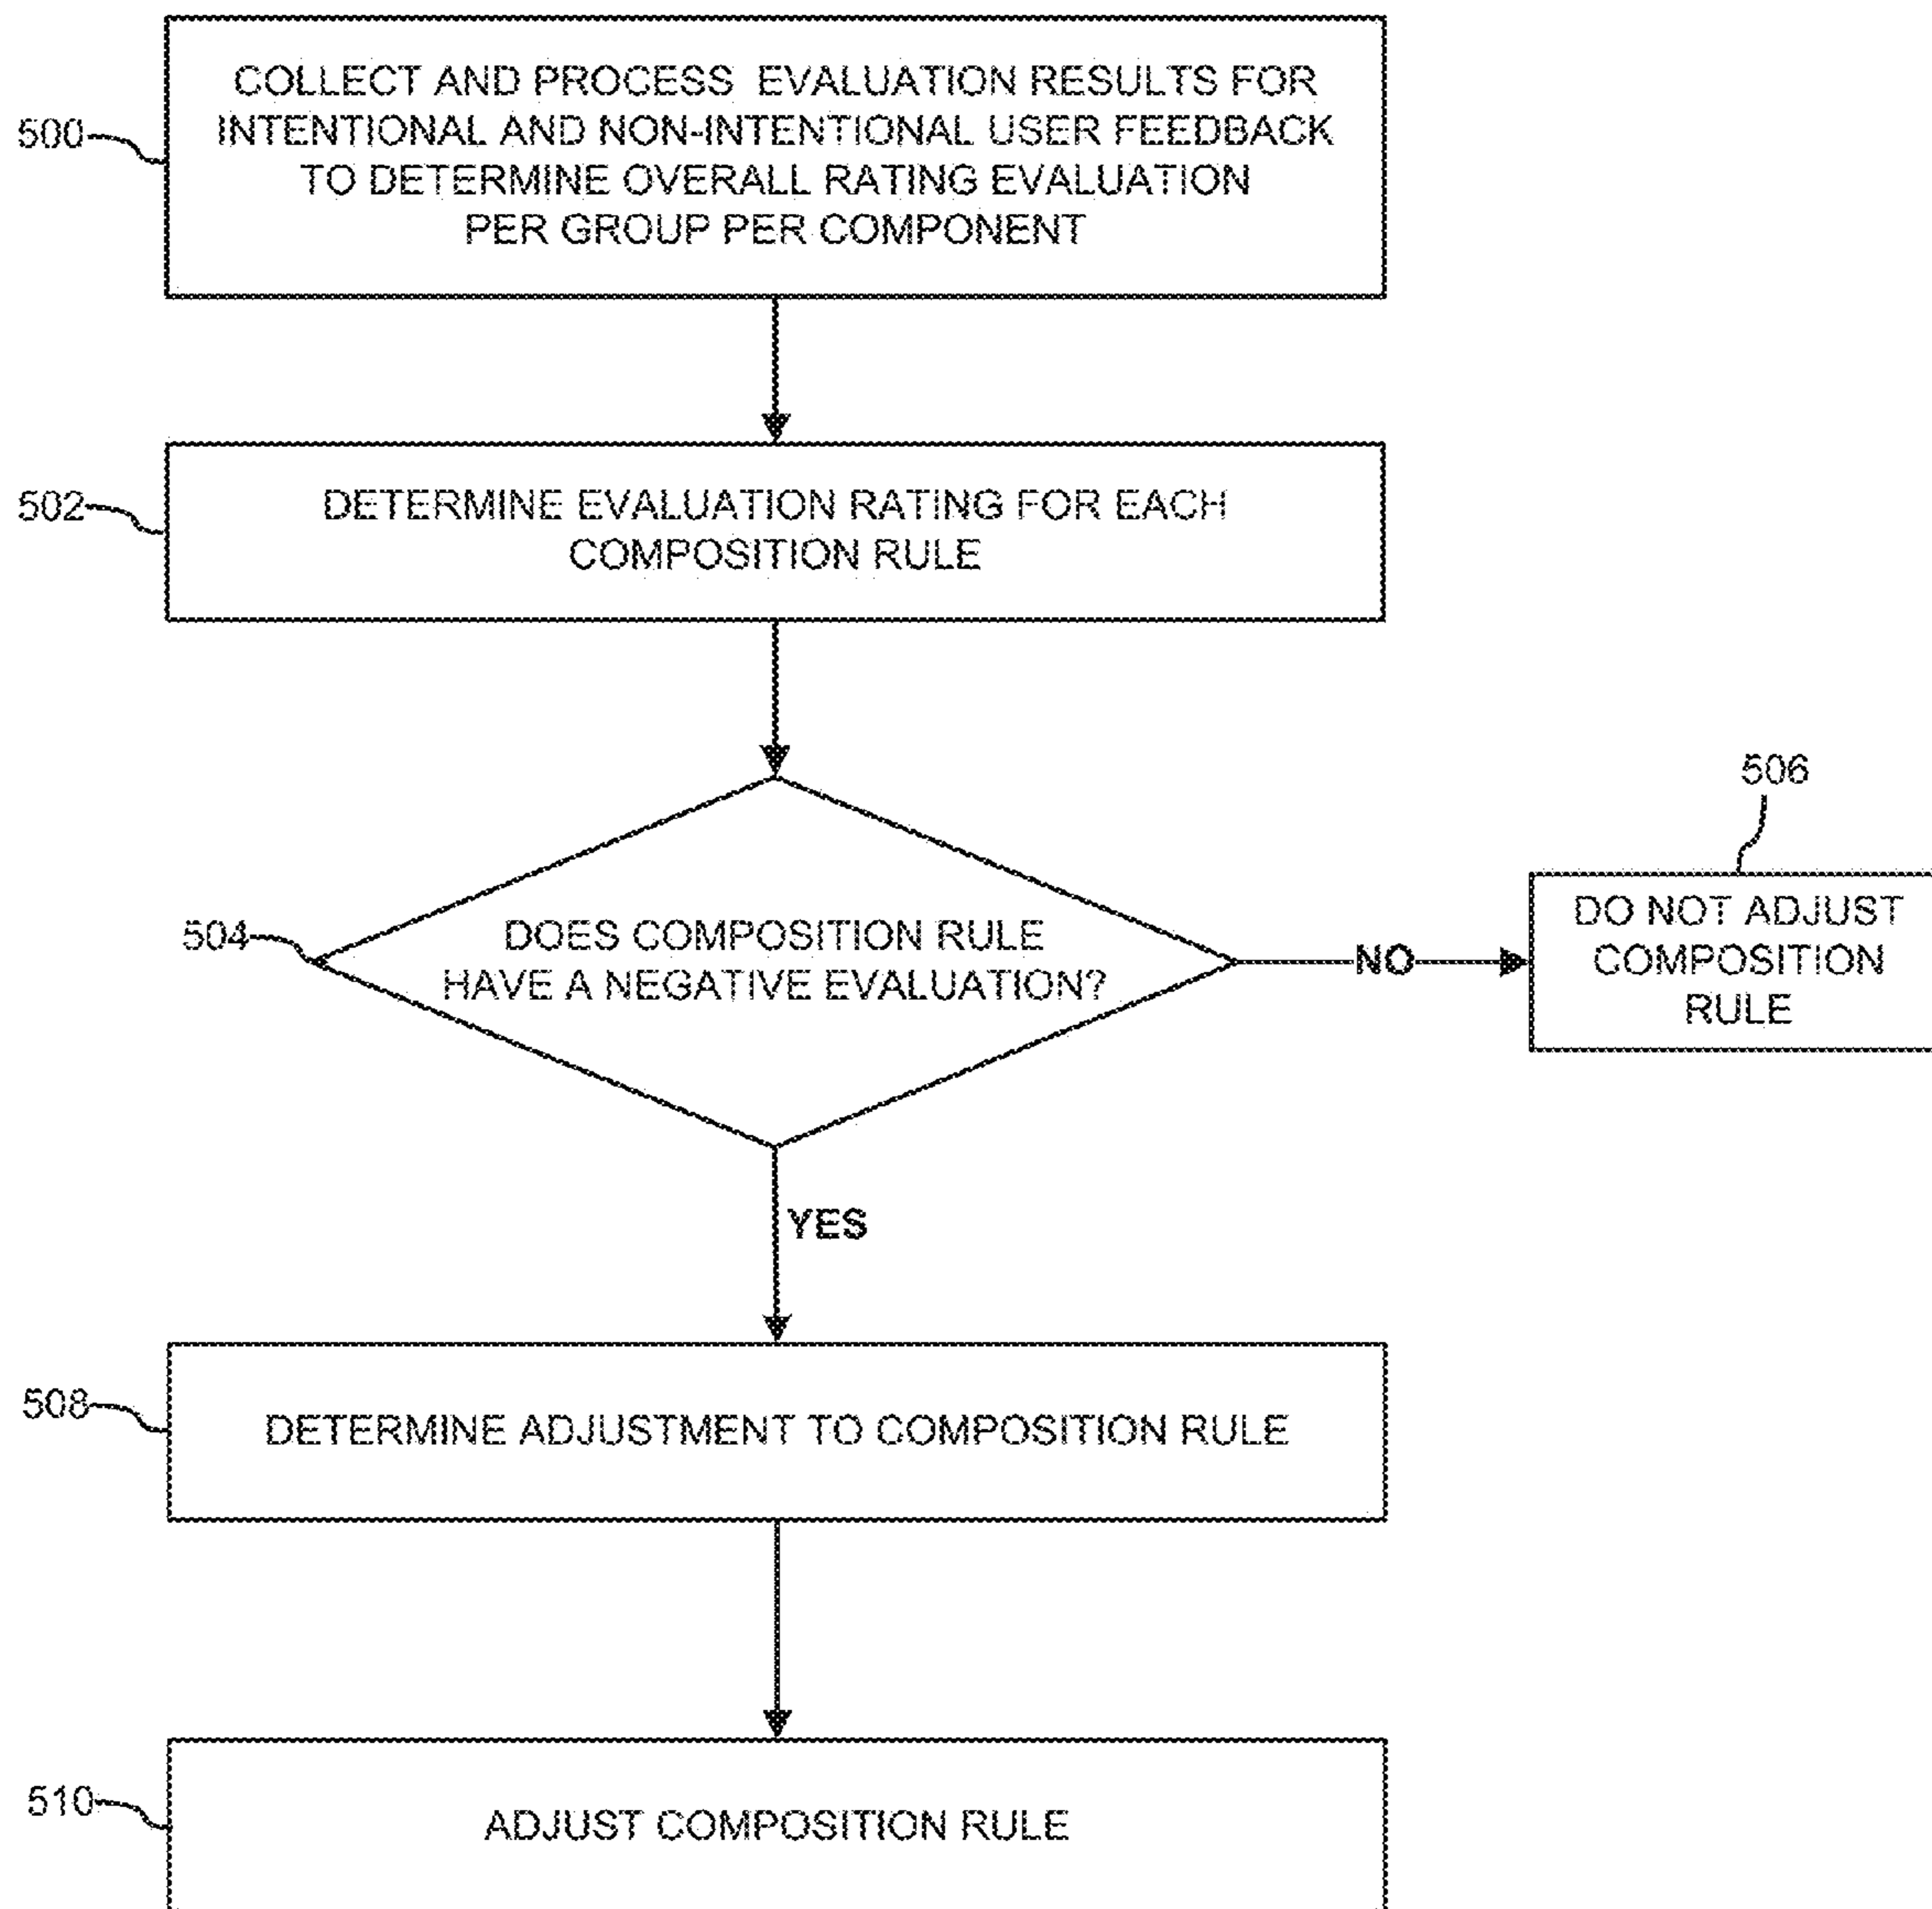 500
COLLECT AND PROCESS EVALUATION RESULTS FOR
INTENTIONAL AND NON-INTENTIONAL USER FEEDBACK
TO DETERMINE OVERALL RATING EVALUATION
PER GROUP PER COMPONENT
502
DETERMINE EVALUATION RATING FOR EACH
COMPOSITION RULE
504
DOES COMPOSITION RULE
HAVE A NEGATIVE EVALUATION?
NO
506
DO NOT ADJUST
COMPOSITION
RULE
YES
508
DETERMINE ADJUSTMENT TO COMPOSITION RULE
510
ADJUST COMPOSITION RULE